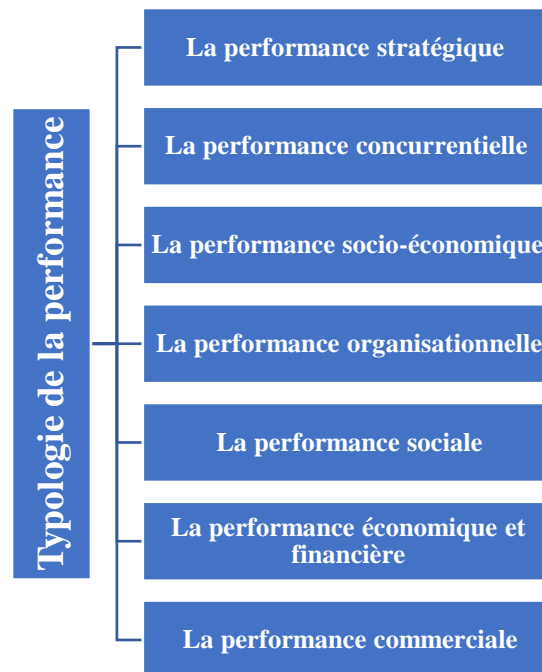 Typologie de la performance
La performance stratégique
La performance concurrentielle
La performance socio-économique
La performance organisationnelle
La performance sociale
La performance économique et
financière
La performance commerciale